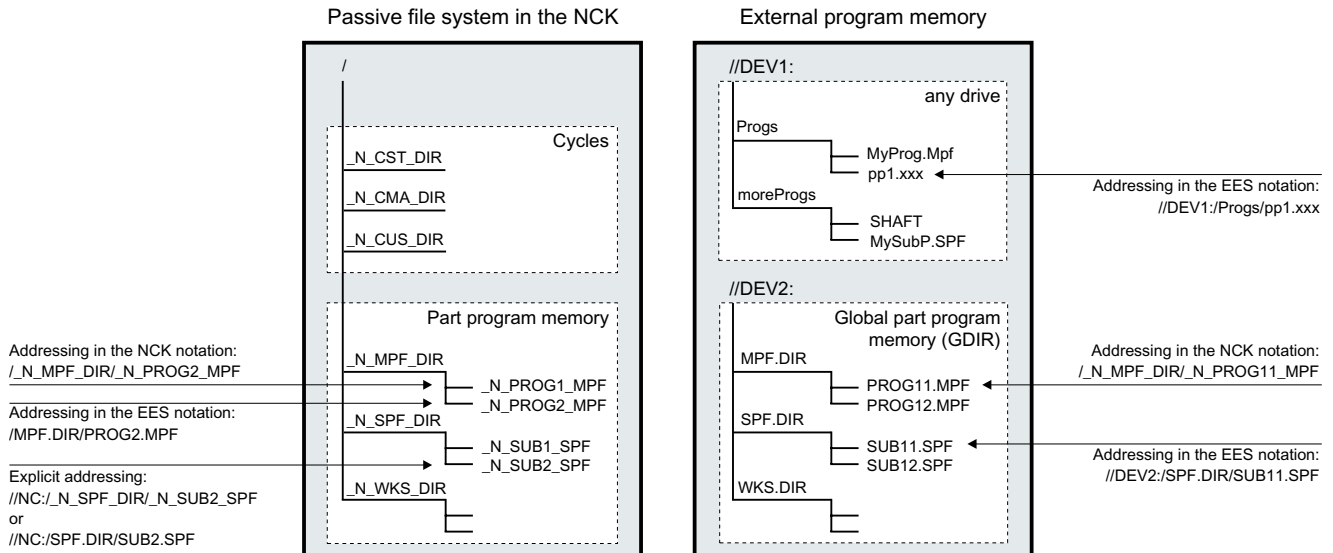 Passive file system in the NCK
External program memory
/
Cycles
_N_CST_DIR
_N_CMA_DIR
_N_CUS_DIR
Part program memory
_N_MPF_DIR
_N_PROG1_MPF
_N_PROG2_MPF
_N_SPF_DIR
_N_SUB1_SPF
_N_SUB2_SPF
_N_WKS_DIR
Addressing in the NCK notation:
/_N_MPF_DIR/_N_PROG2_MPF
Addressing in the EES notation:
/MPF.DIR/PROG2.MPF
Explicit addressing:
//NC:/_N_SPF_DIR/_N_SUB2_SPF
or
//NC:/SPF.DIR/SUB2.SPF
//DEV1:
any drive
Progs
MyProg.Mpf
pp1.xxx
moreProgs
SHAFT
MySubP.SPF
//DEV2:
Global part program
memory (GDIR)
MPF.DIR
PROG11.MPF
PROG12.MPF
SPF.DIR
SUB11.SPF
SUB12.SPF
WKS.DIR
Addressing in the EES notation:
//DEV1:/Progs/pp1.xxx
Addressing in the NCK notation:
/_N_MPF_DIR/_N_PROG11_MPF
Addressing in the EES notation:
//DEV2:/SPF.DIR/SUB11.SPF